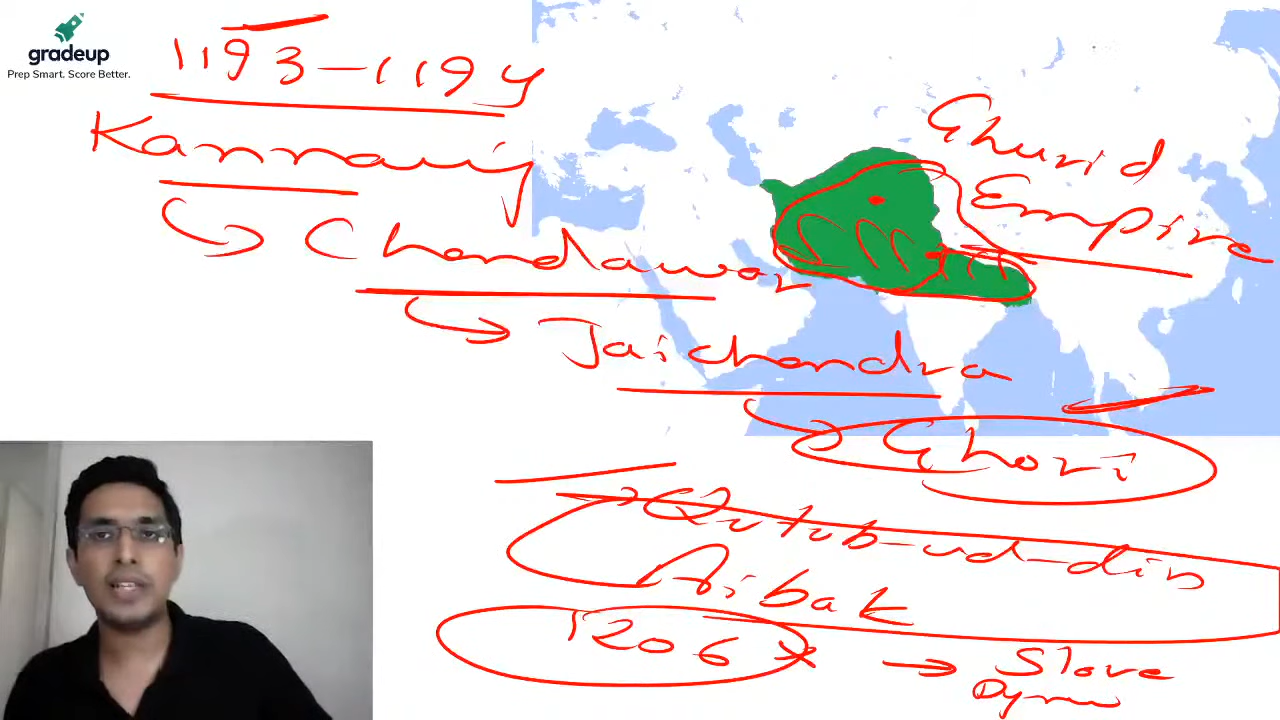 gradeup
Prep Smart. Score Better.
1193-1194
Kannauj
Chandawar
Jaichandra
Ghori
Ghurid
Empire
Qutub-ud-din
Aibak
1206
Slave